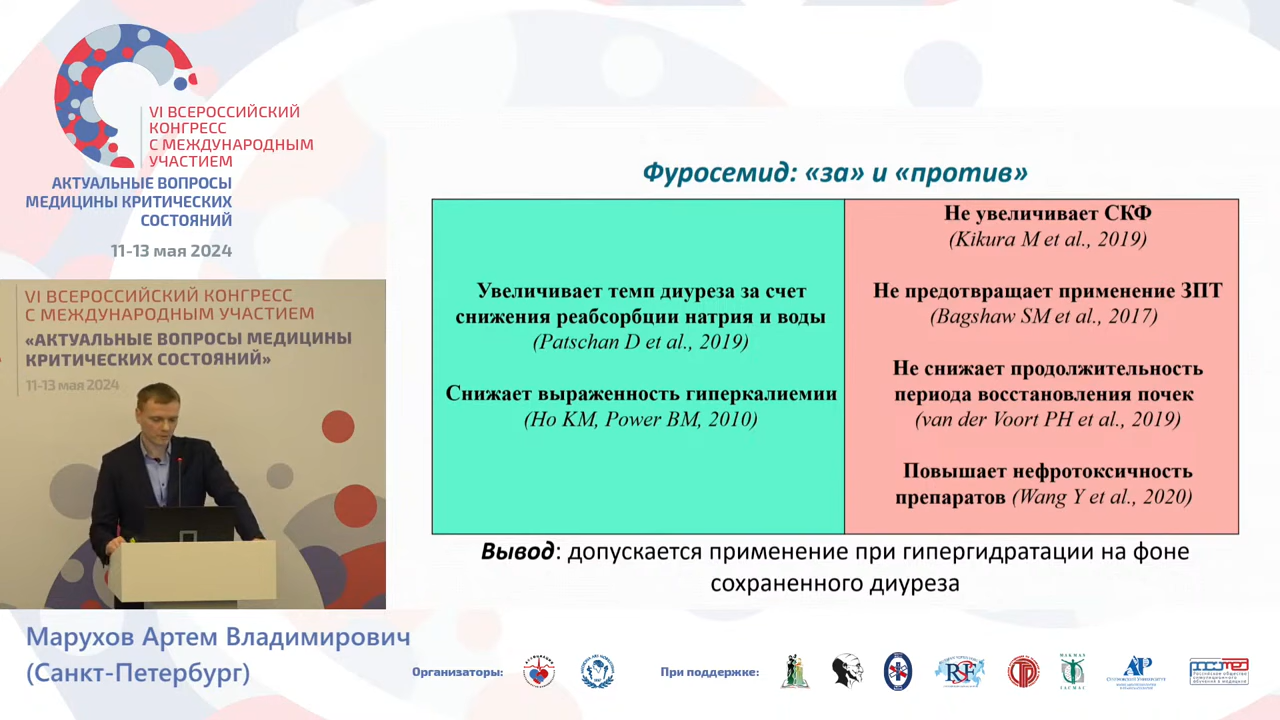 VI ВСЕРОССИЙСКИЙ
КОНГРЕСС
С МЕЖДУНАРОДНЫМ
УЧАСТИЕМ
АКТУАЛЬНЫЕ ВОПРОСЫ
МЕДИЦИНЫ КРИТИЧЕСКИХ
СОСТОЯНИЙ
11-13 мая 2024
VI ВСЕРОССИЙСКИЙ КОНГРЕСС
С МЕЖДУНАРОДНЫМ УЧАСТИЕМ
«АКТУАЛЬНЫЕ ВОПРОСЫ МЕДИЦИНЫ
КРИТИЧЕСКИХ СОСТОЯНИЙ»
11-13 мая 2024
Фуросемид: «за» и «против»
Увеличивает темп диуреза за счет
снижения реабсорбции натрия и воды
(Patschan D et al., 2019)
Снижает выраженность гиперкалиемии
(Ho KM, Power BM, 2010)
Не увеличивает СКФ
(Kikura M et al., 2019)
Не предотвращает применение ЗПТ
(Bagshaw SM et al., 2017)
Не снижает продолжительность
периода восстановления почек
(van der Voort PH et al., 2019)
Повышает нефротоксичность
препаратов (Wang Y et al., 2020)
Вывод: допускается применение при гипергидратации на фоне
сохраненного диуреза
Марухов Артем Владимирович
(Санкт-Петербург)
Организаторы:
При поддержке: